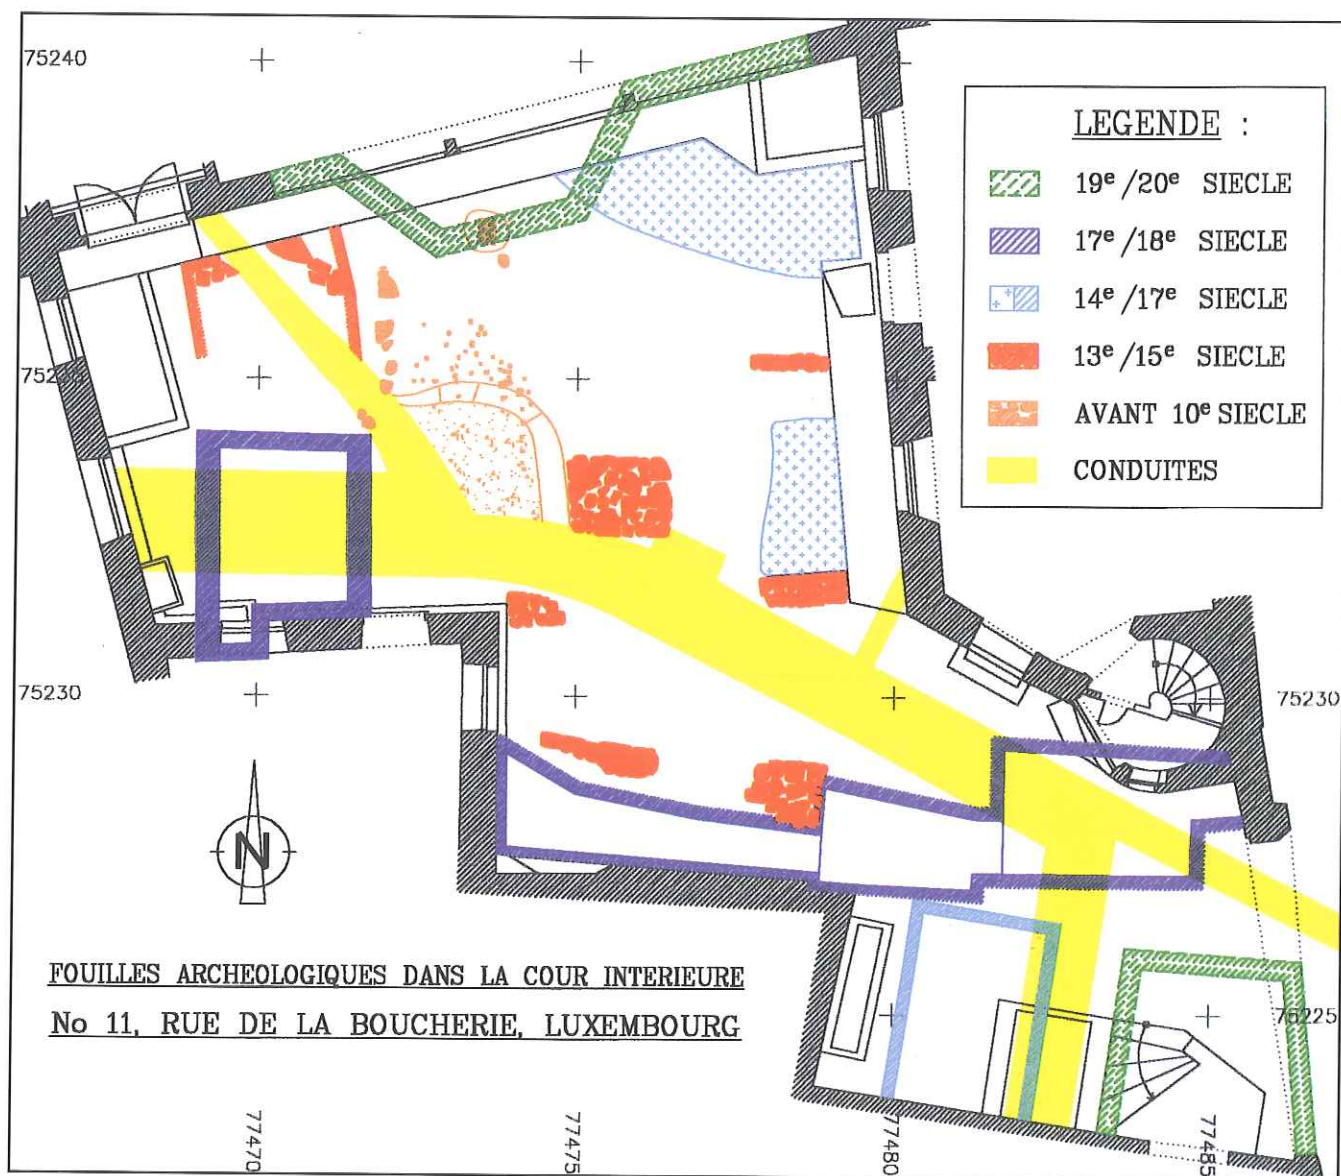 75240
LEGENDE :
19e/20e SIECLE
17e/18e SIECLE
14e/17e SIECLE
13e/15e SIECLE
AVANT 10e SIECLE
CONDUITES
75230
75230
N
FOUILLES ARCHEOLOGIQUES DANS LA COUR INTERIEURE
No 11, RUE DE LA BOUCHERIE, LUXEMBOURG
75225
77470
77475
77480
77485